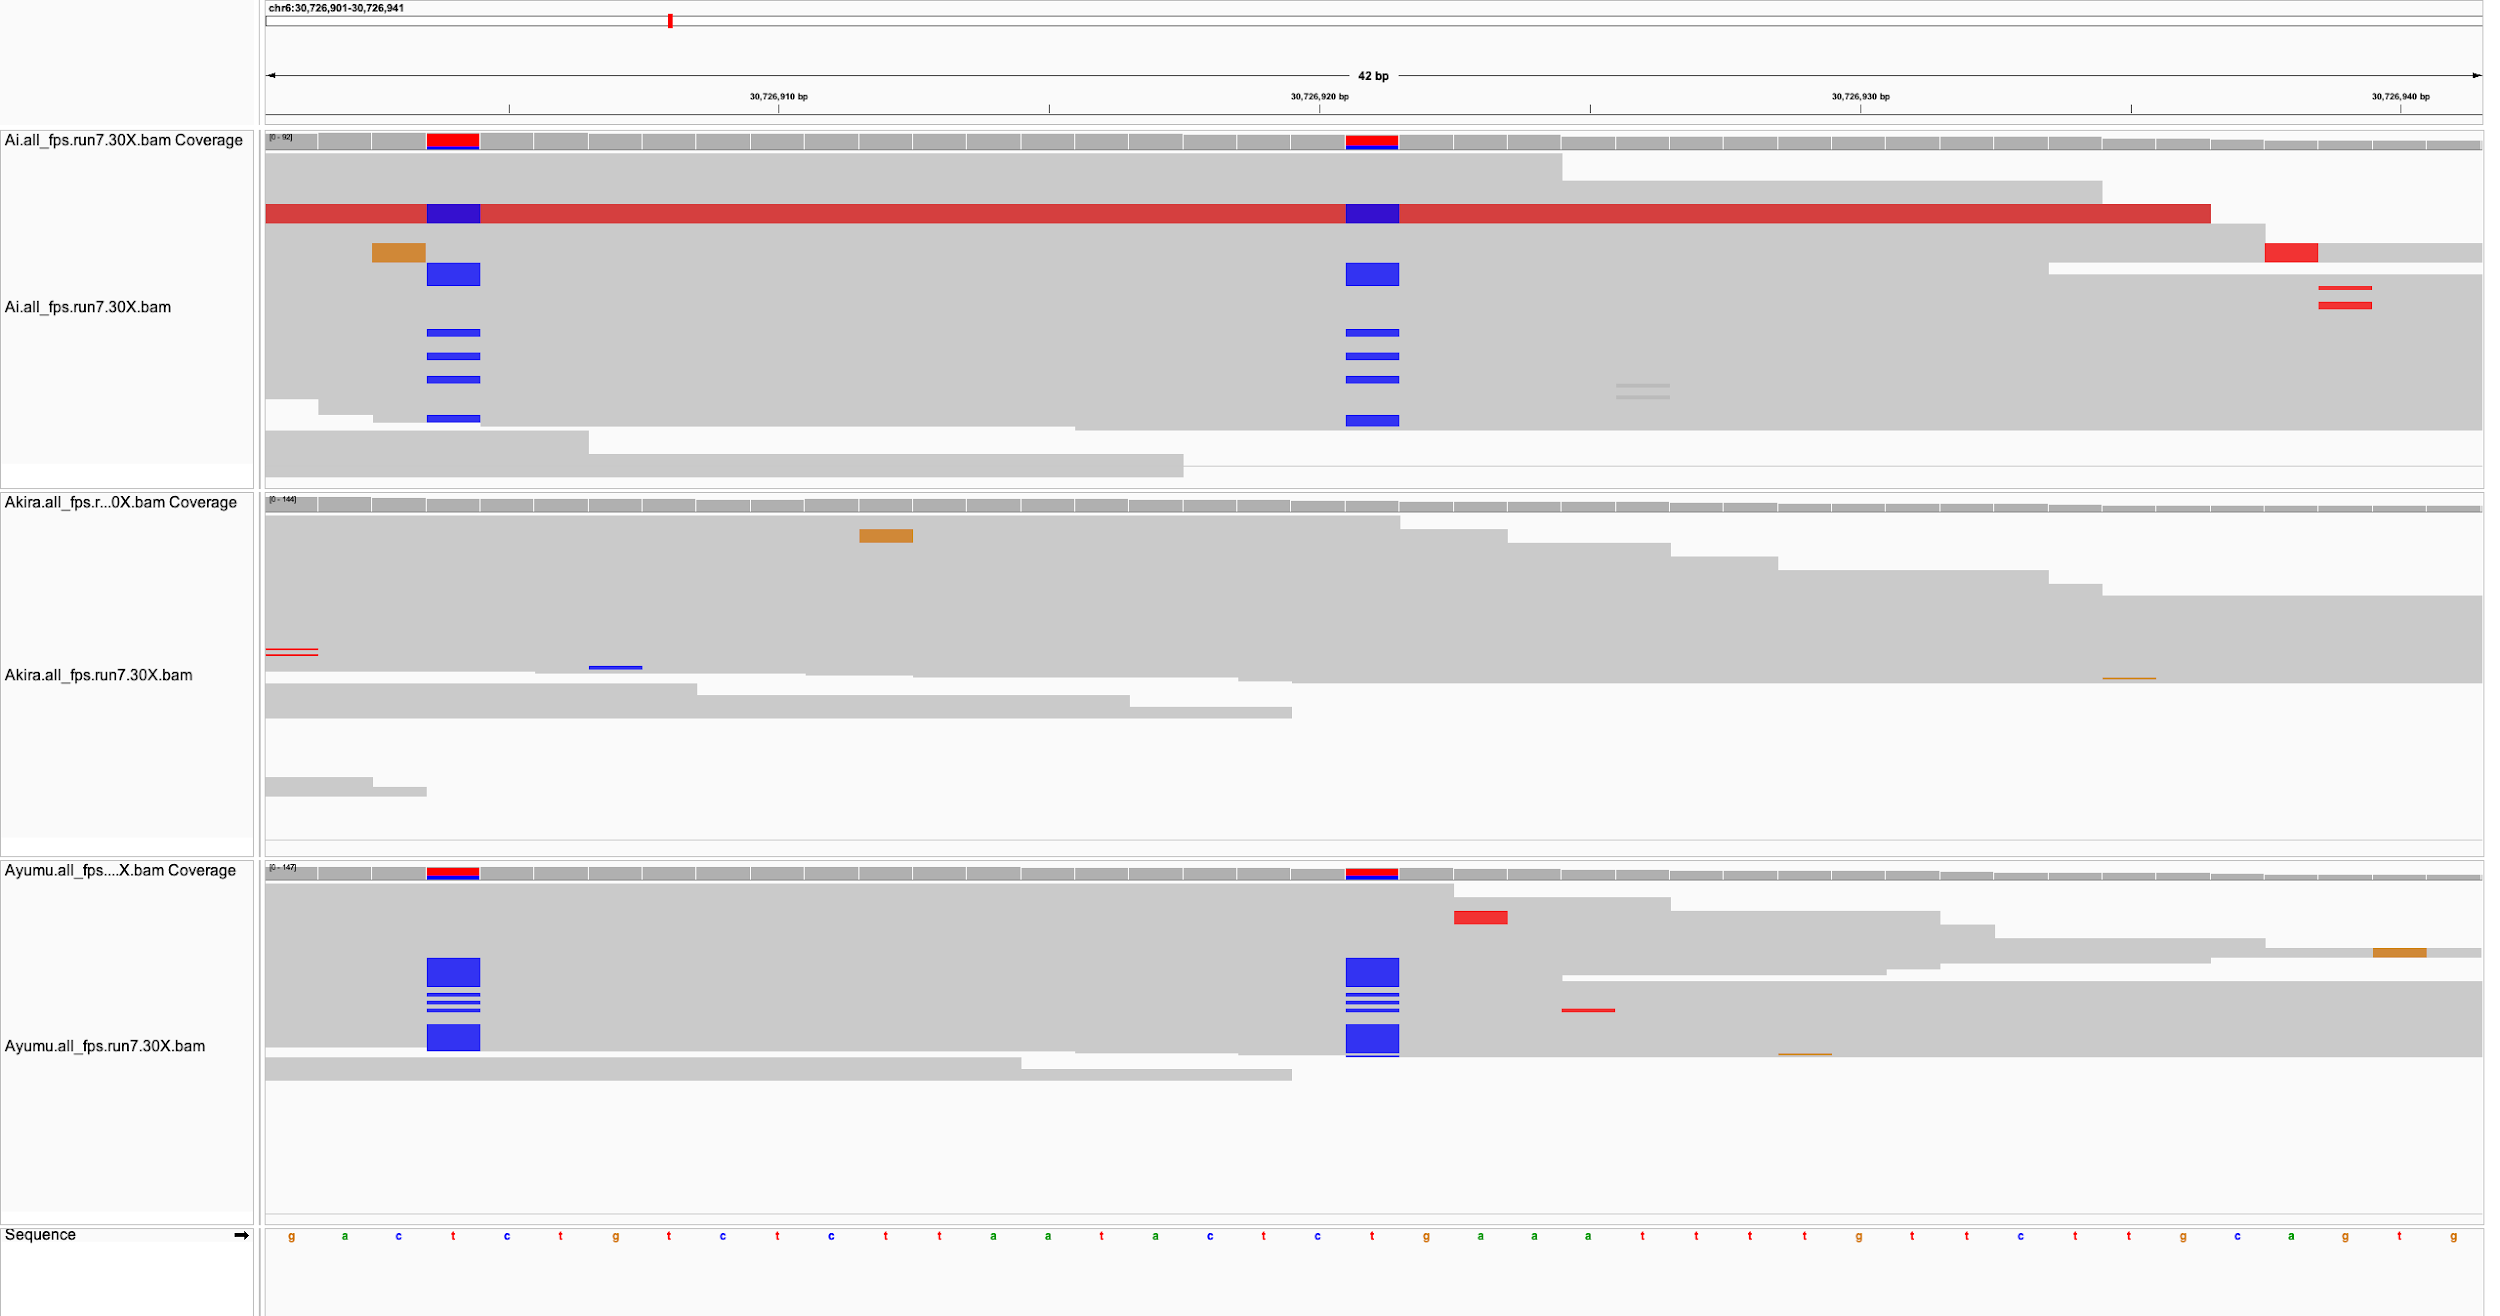 chr6:30,726,901-30,726,941
42 bp
30,726,910 bp 30,726,920 bp 30,726,930 bp 30,726,940 bp
Ai.all_fps.run7.30X.bam Coverage
[0 - 92]
Ai.all_fps.run7.30X.bam
Akira.all_fps.r...0X.bam Coverage
[0 - 144]
Akira.all_fps.run7.30X.bam
Ayumu.all_fps....X.bam Coverage
[0 - 147]
Ayumu.all_fps.run7.30X.bam
Sequence
g a c t c t g t c t c t t a a t a c t c t g a a a t t t t g t t c t t g c a g t g